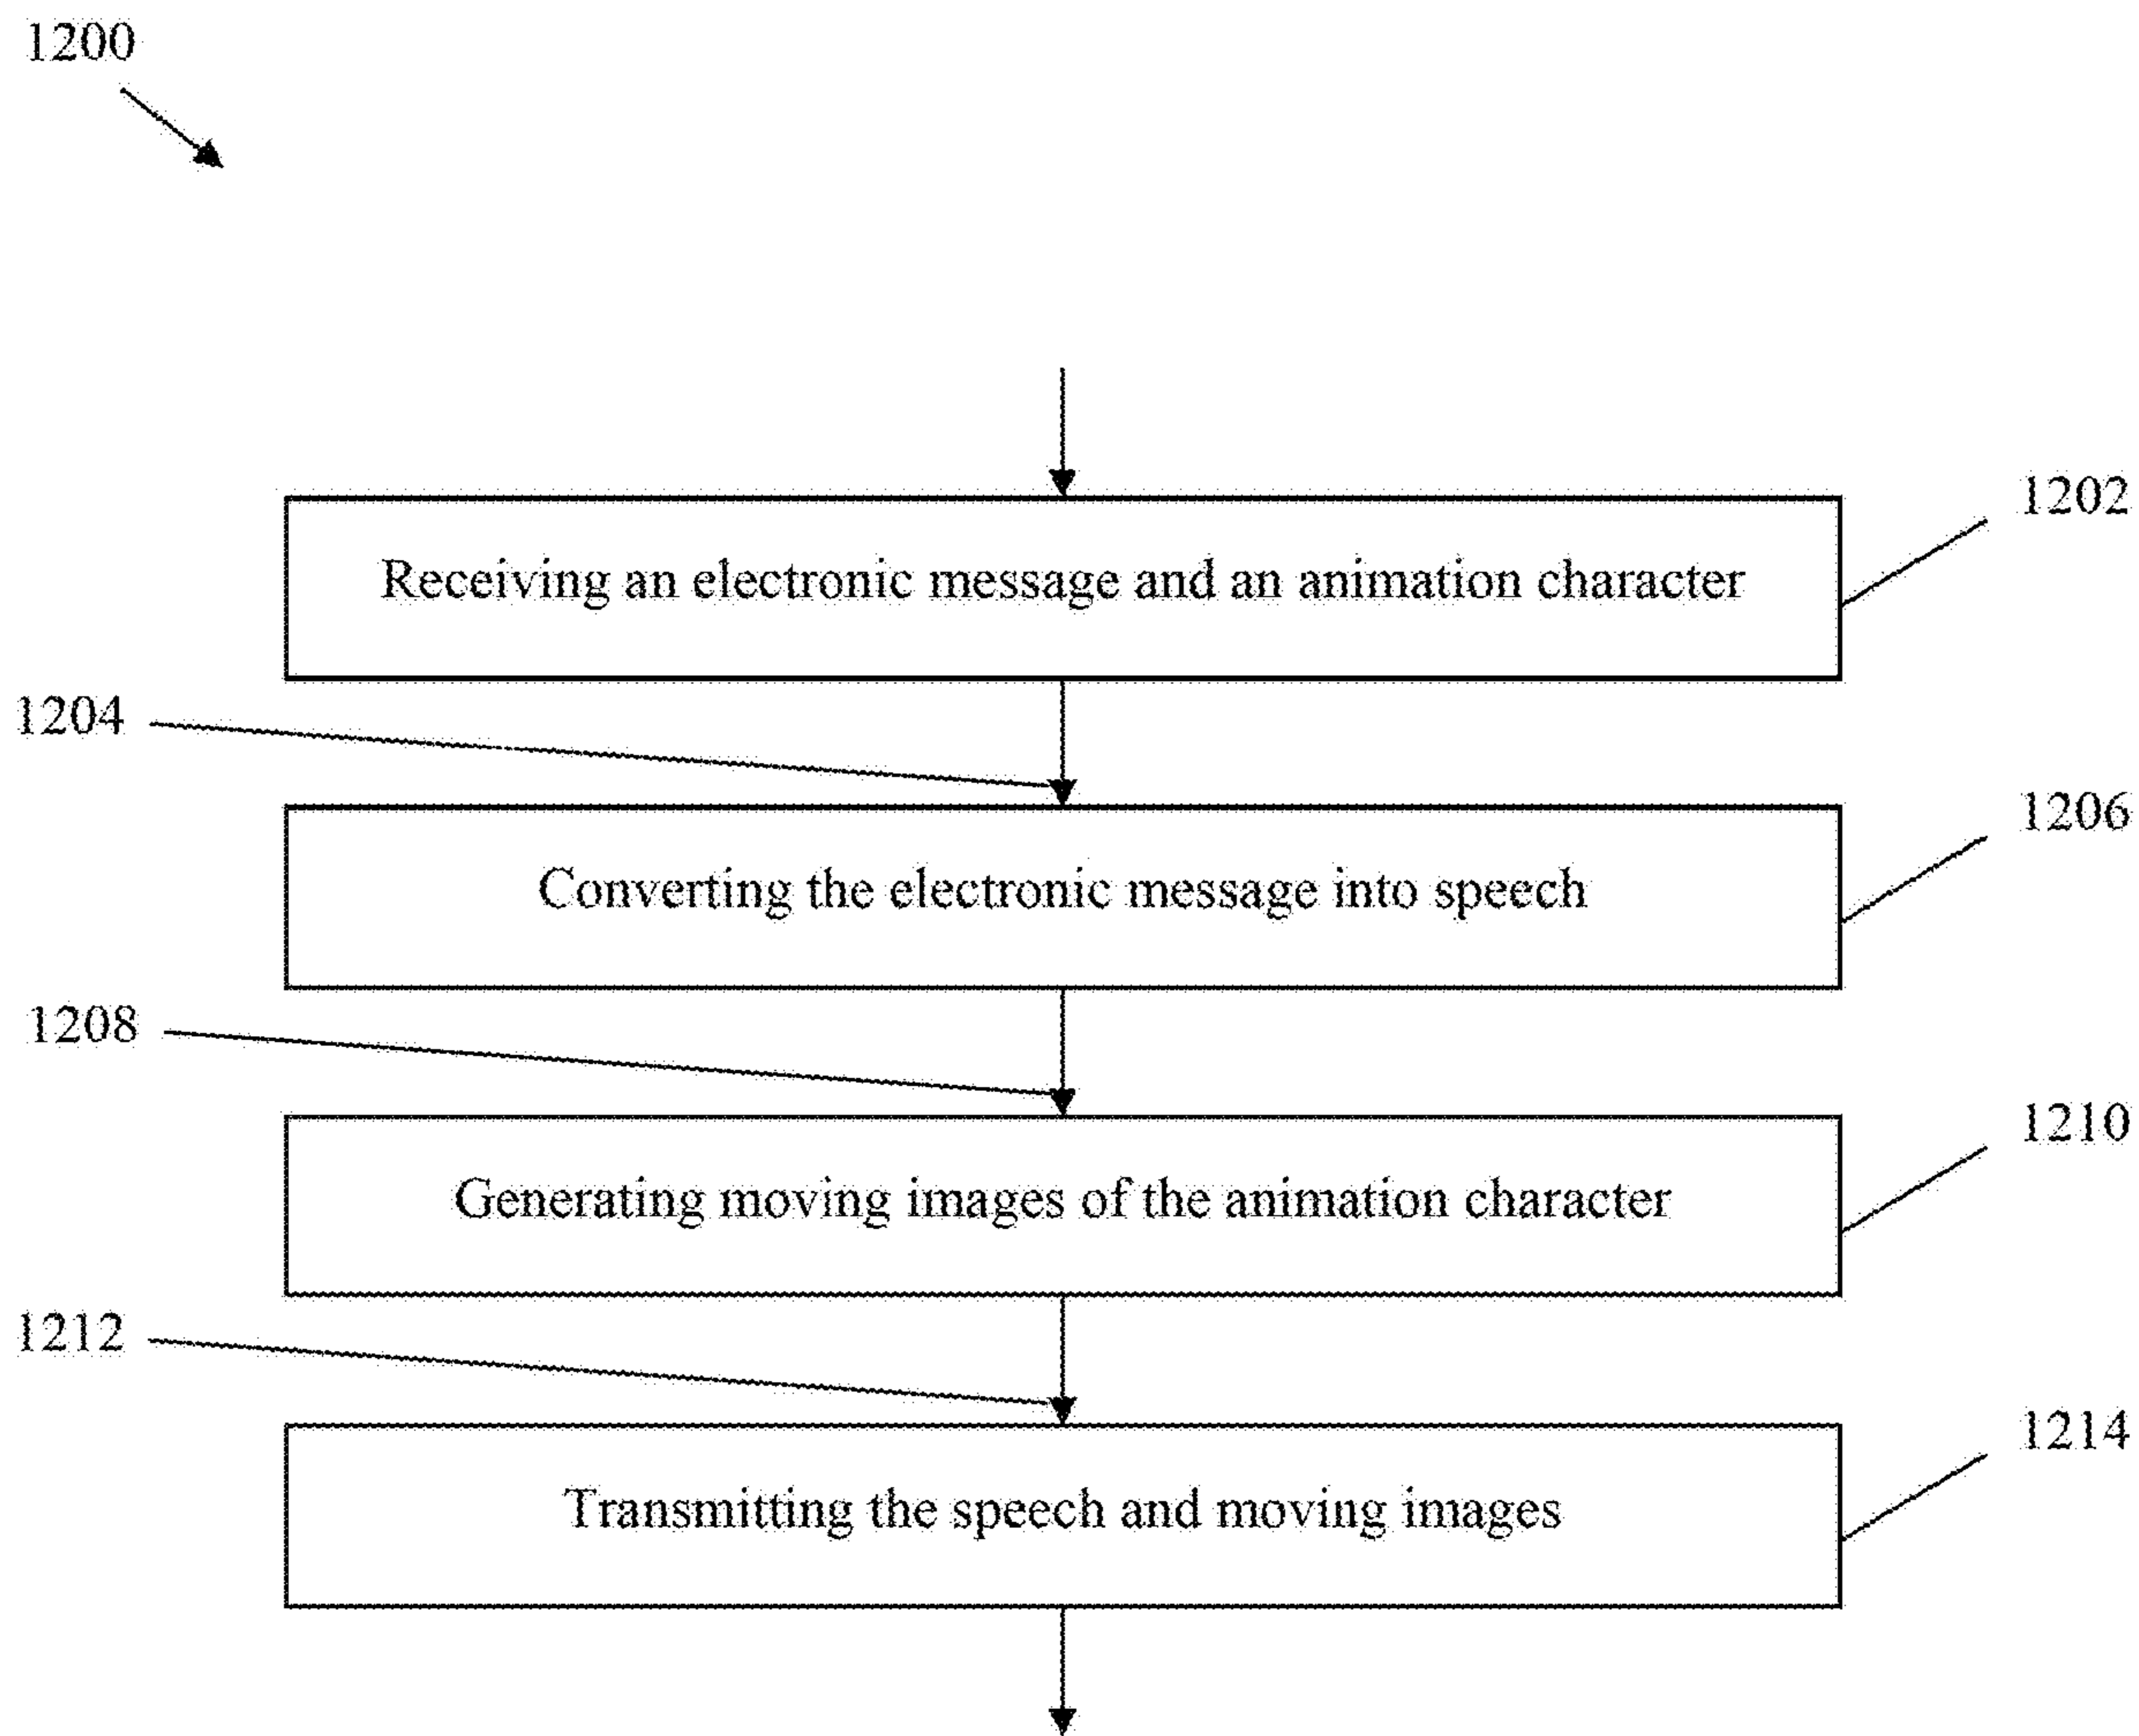 1200
1202
Receiving an electronic message and an animation character
1204
1206
Converting the electronic message into speech
1208
1210
Generating moving images of the animation character
1212
1214
Transmitting the speech and moving images